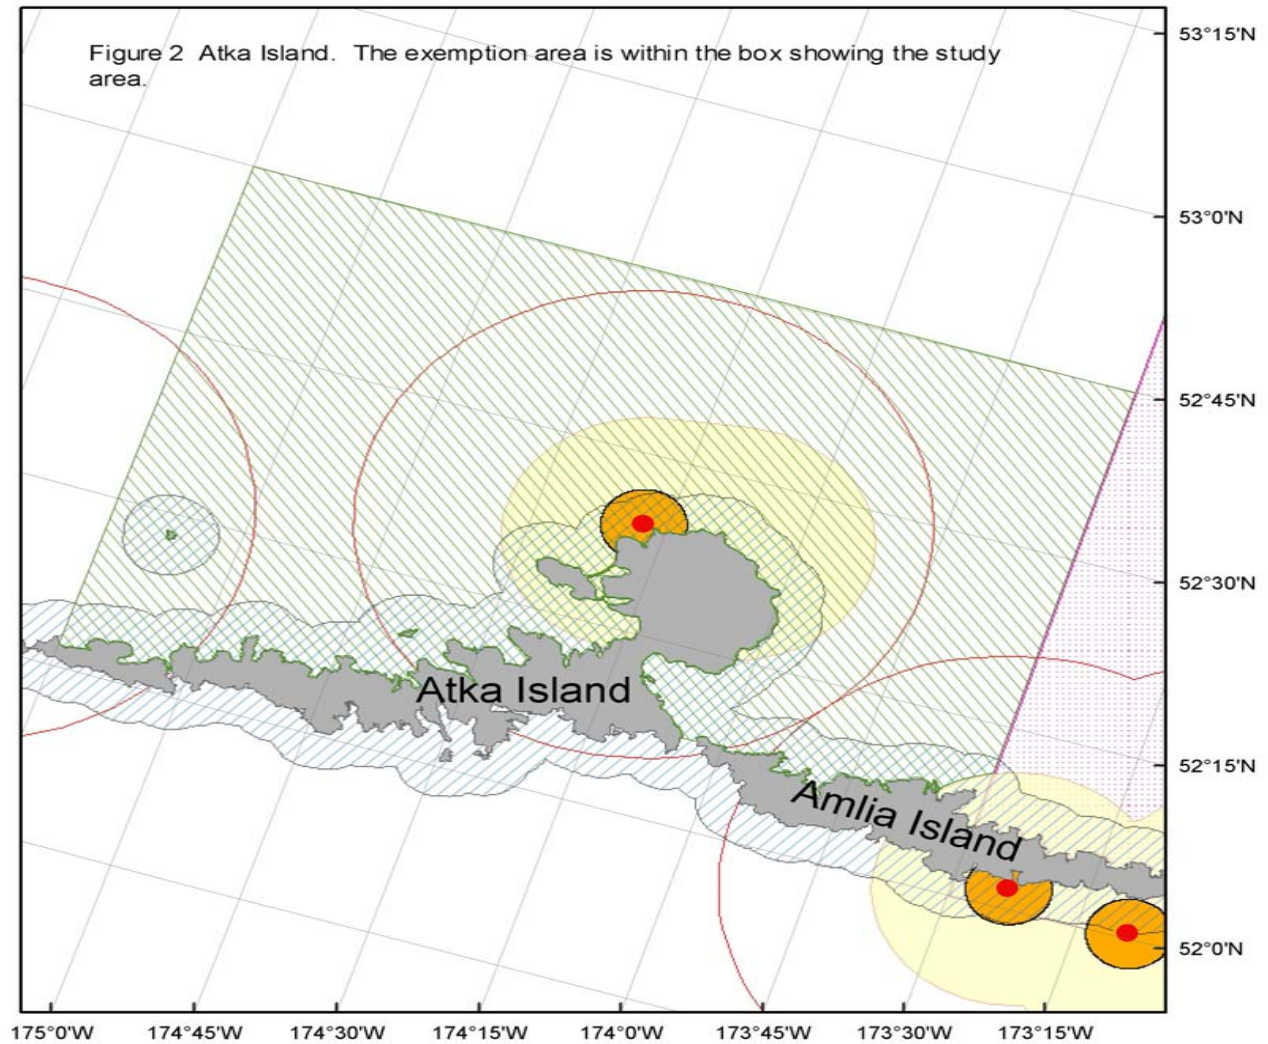 Figure 2 Atka Island. The exemption area is within the box showing the study
area.
53°15'N
53°0'N
52°45'N
52°30'N
52°15'N
52°0'N
Atka Island
Amlia Island
175°0'W 174°45'W 174°30'W 174°15'W 174°0'W 173°45'W 173°30'W 173°15'W